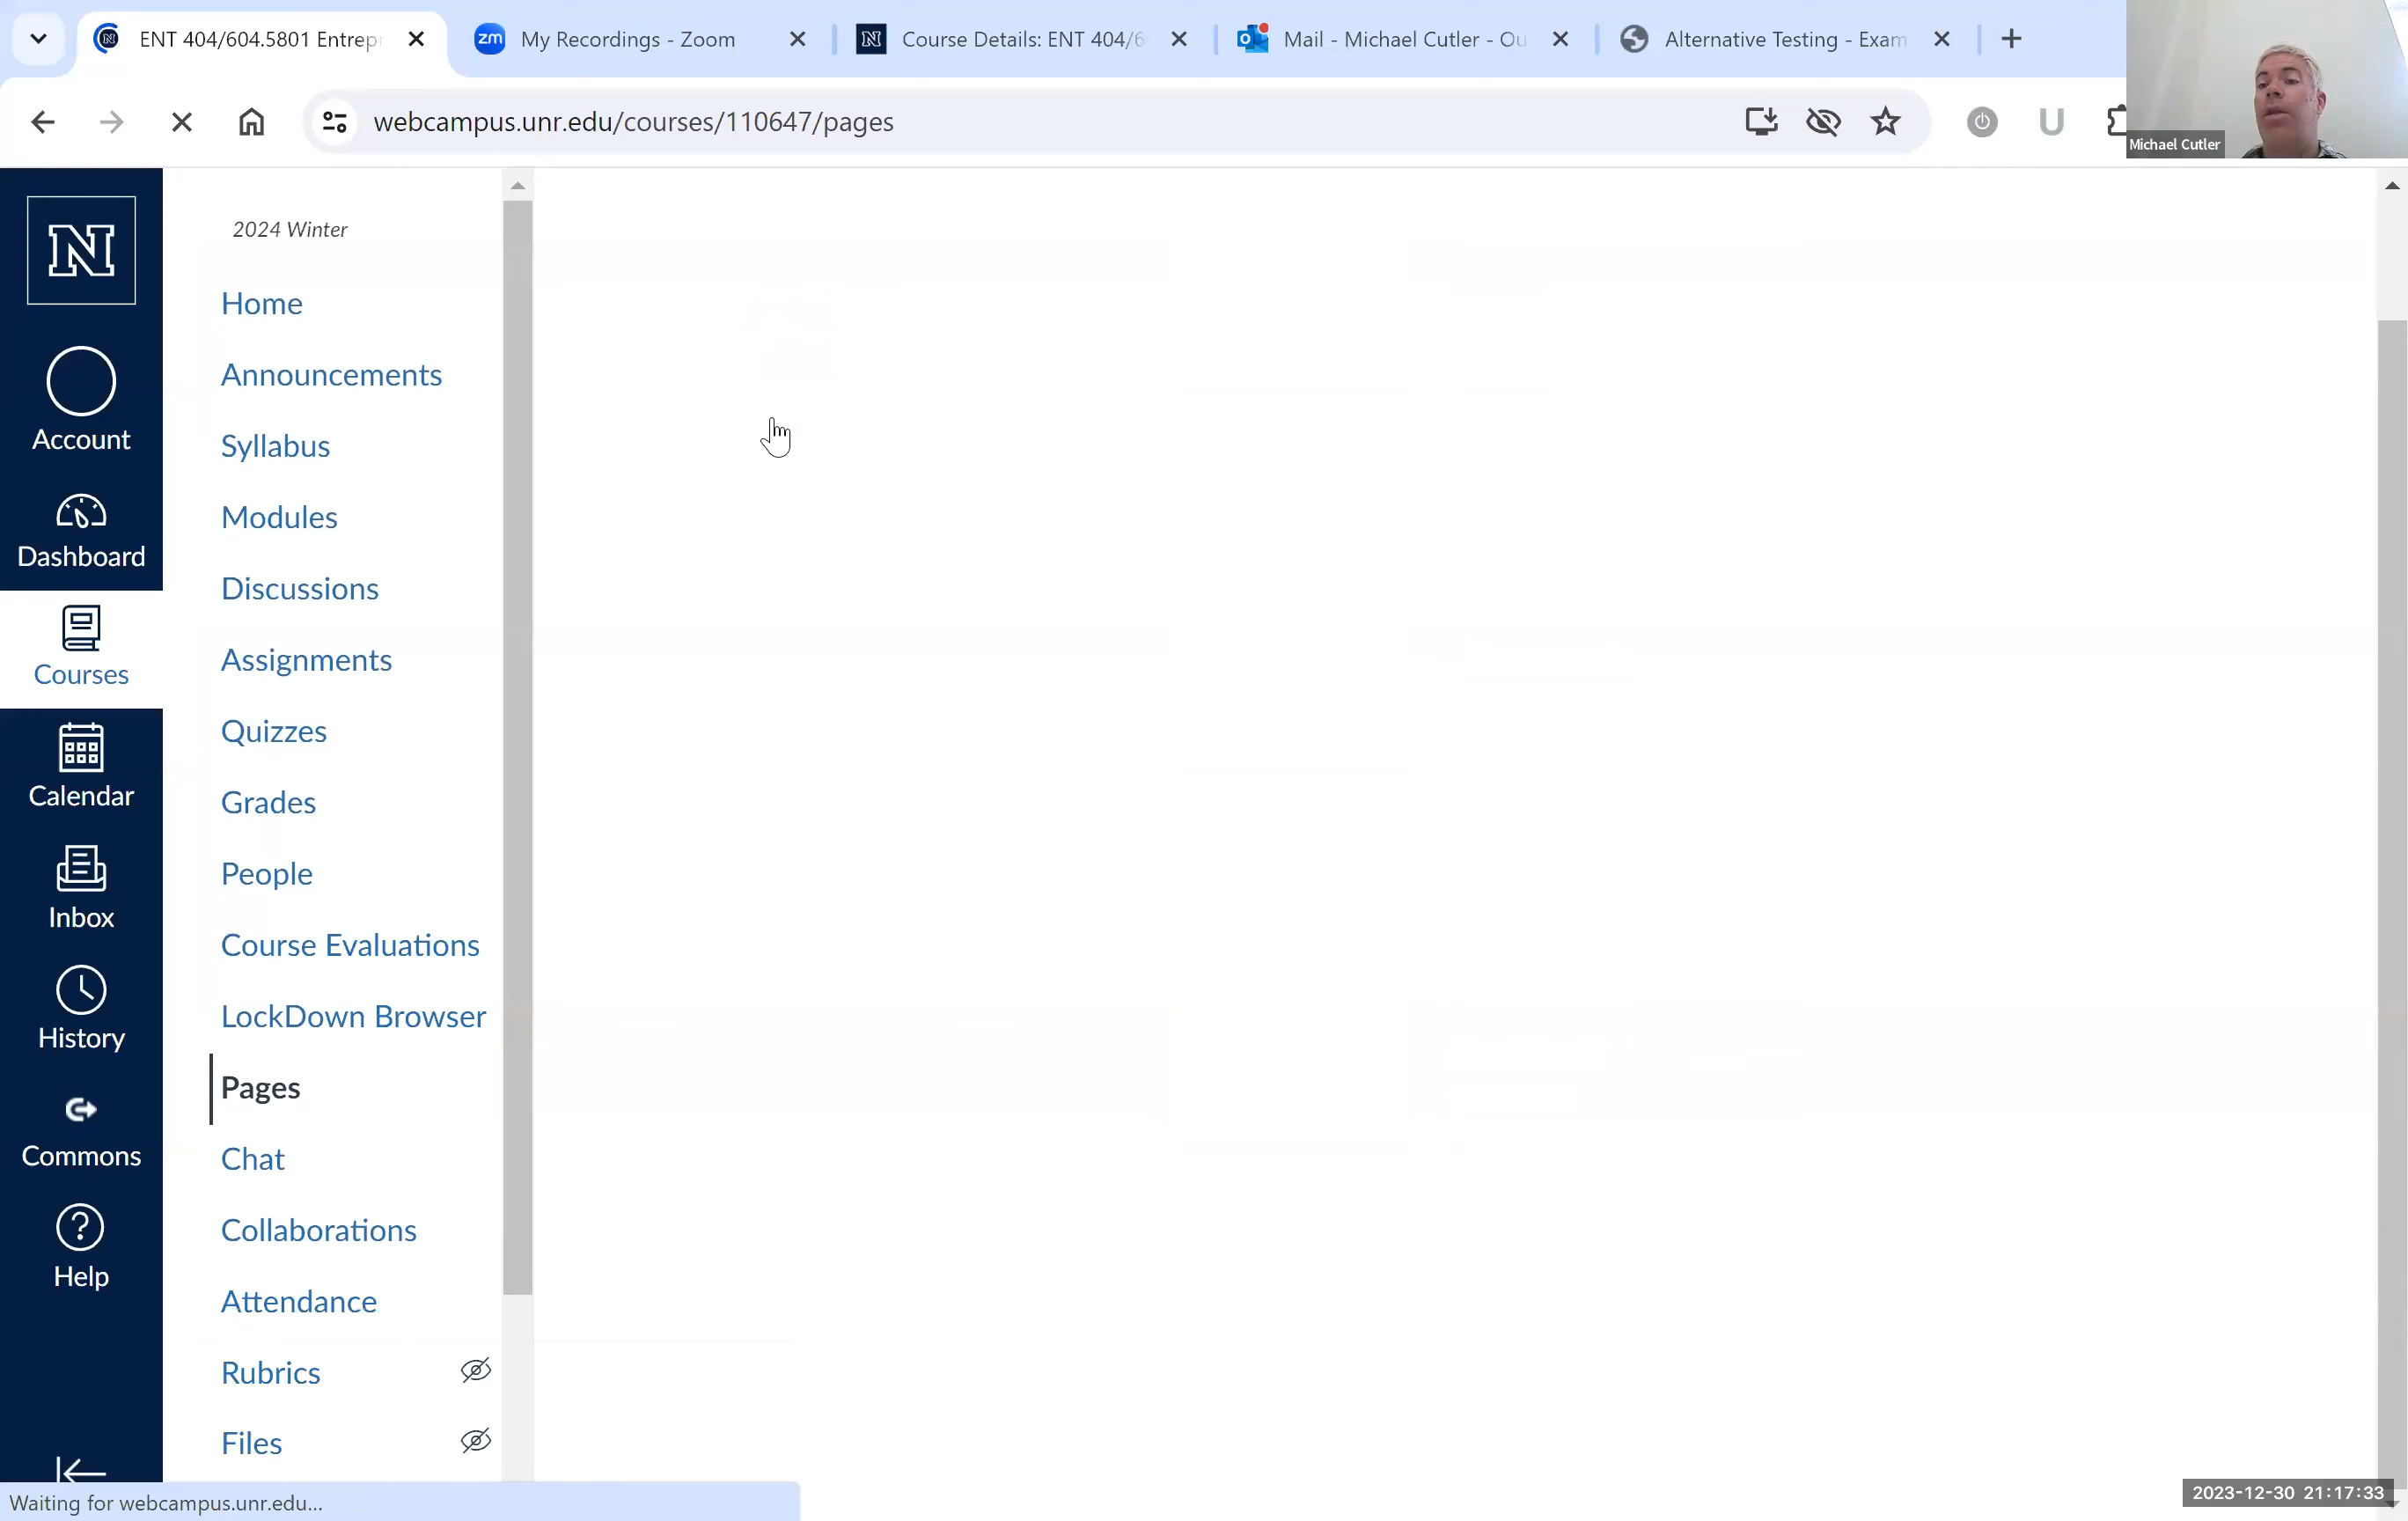 ENT 404/604.5801 Entrep
My Recordings - Zoom
Course Details: ENT 404/6
Mail - Michael Cutler - Ou
Alternative Testing - Exam
webcampus.unr.edu/courses/110647/pages
Michael Cutler
N
Account
Dashboard
Courses
Calendar
Inbox
History
Commons
Help
2024 Winter
Home
Announcements
Syllabus
Modules
Discussions
Assignments
Quizzes
Grades
People
Course Evaluations
LockDown Browser
Pages
Chat
Collaborations
Attendance
Rubrics
Files
Waiting for webcampus.unr.edu...
2023-12-30 21:17:33